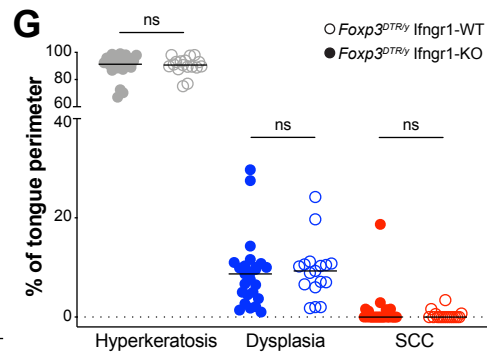 G
ns
Foxp3DTR/y Ifngr1-WT
Foxp3DTR/y Ifngr1-KO
% of tongue perimeter
100
80
60
40
20
0
ns
ns
Hyperkeratosis Dysplasia SCC